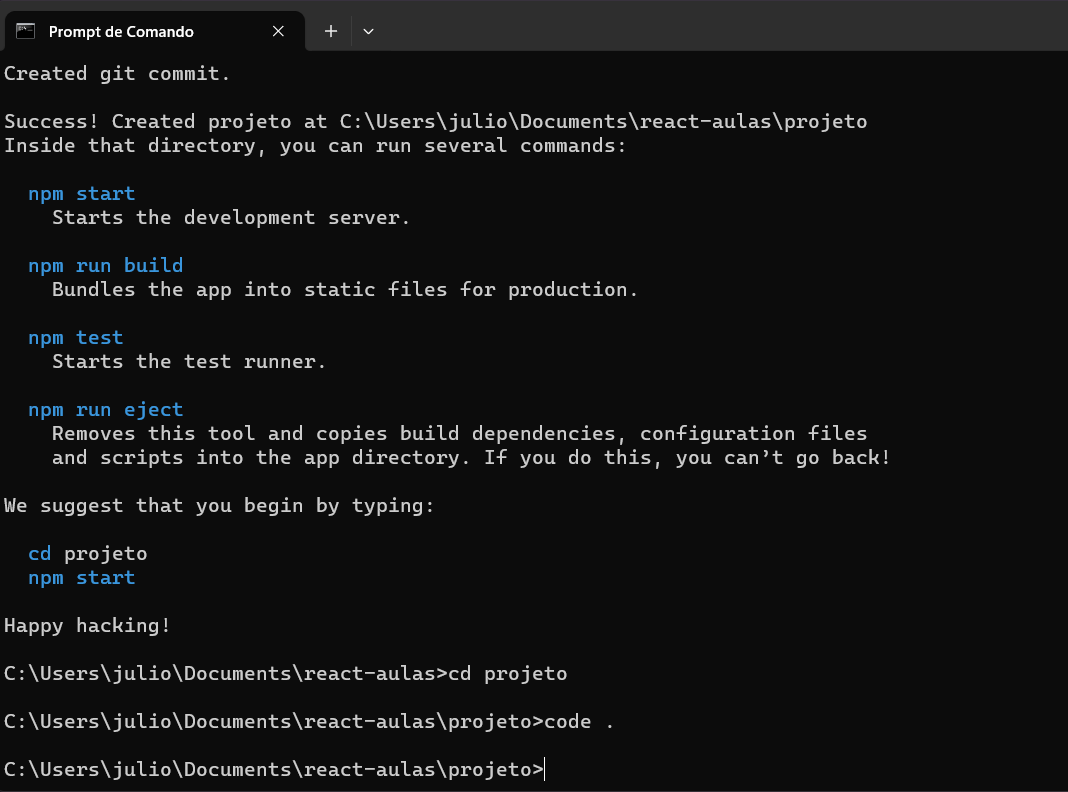 Prompt de Comando
Created git commit.
Success! Created projeto at C:\Users\julio\Documents\react-aulas\projeto
Inside that directory, you can run several commands:
npm start
Starts the development server.
npm run build
Bundles the app into static files for production.
npm test
Starts the test runner.
npm run eject
Removes this tool and copies build dependencies, configuration files
and scripts into the app directory. If you do this, you can’t go back!
We suggest that you begin by typing:
cd projeto
npm start
Happy hacking!
C:\Users\julio\Documents\react-aulas>cd projeto
C:\Users\julio\Documents\react-aulas\projeto>code .
C:\Users\julio\Documents\react-aulas\projeto>